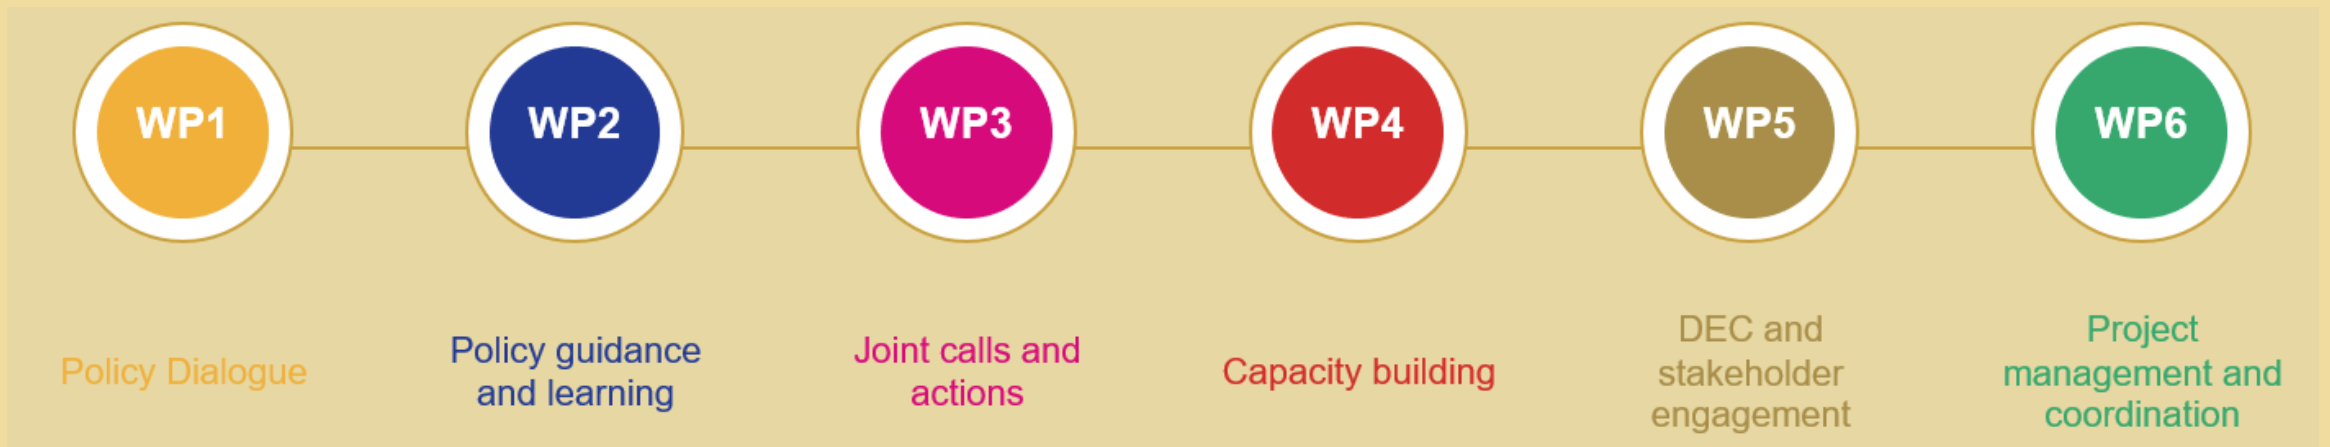 WP1
WP2
WP3
WP4
WP5
WP6
Policy Dialogue
Policy guidance
and learning
Joint calls and
actions
Capacity building
DEC and
stakeholder
engagement
Project
management and
coordination